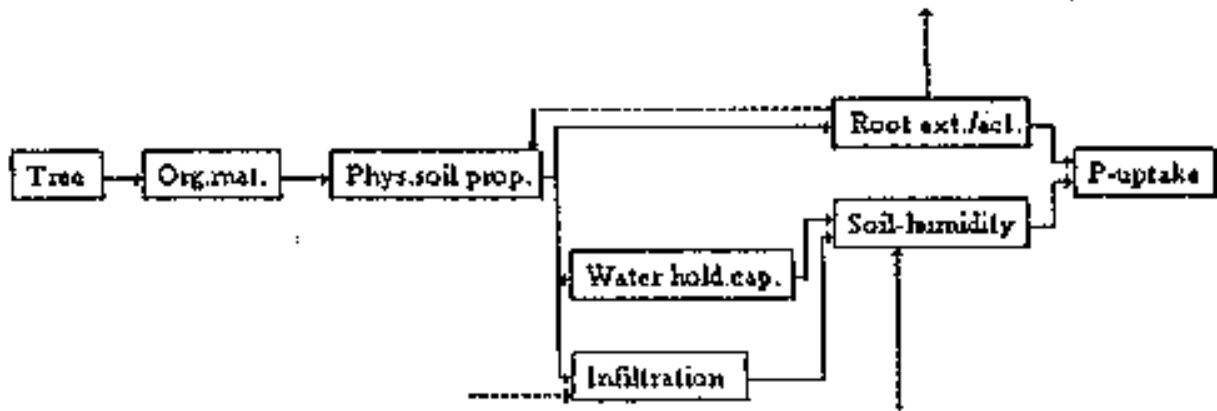 Root ext./act.
Tree
Org.mat.
Phys.soil prop.
P-uptake
Soil-humidity
Water hold.cap.
Infiltration